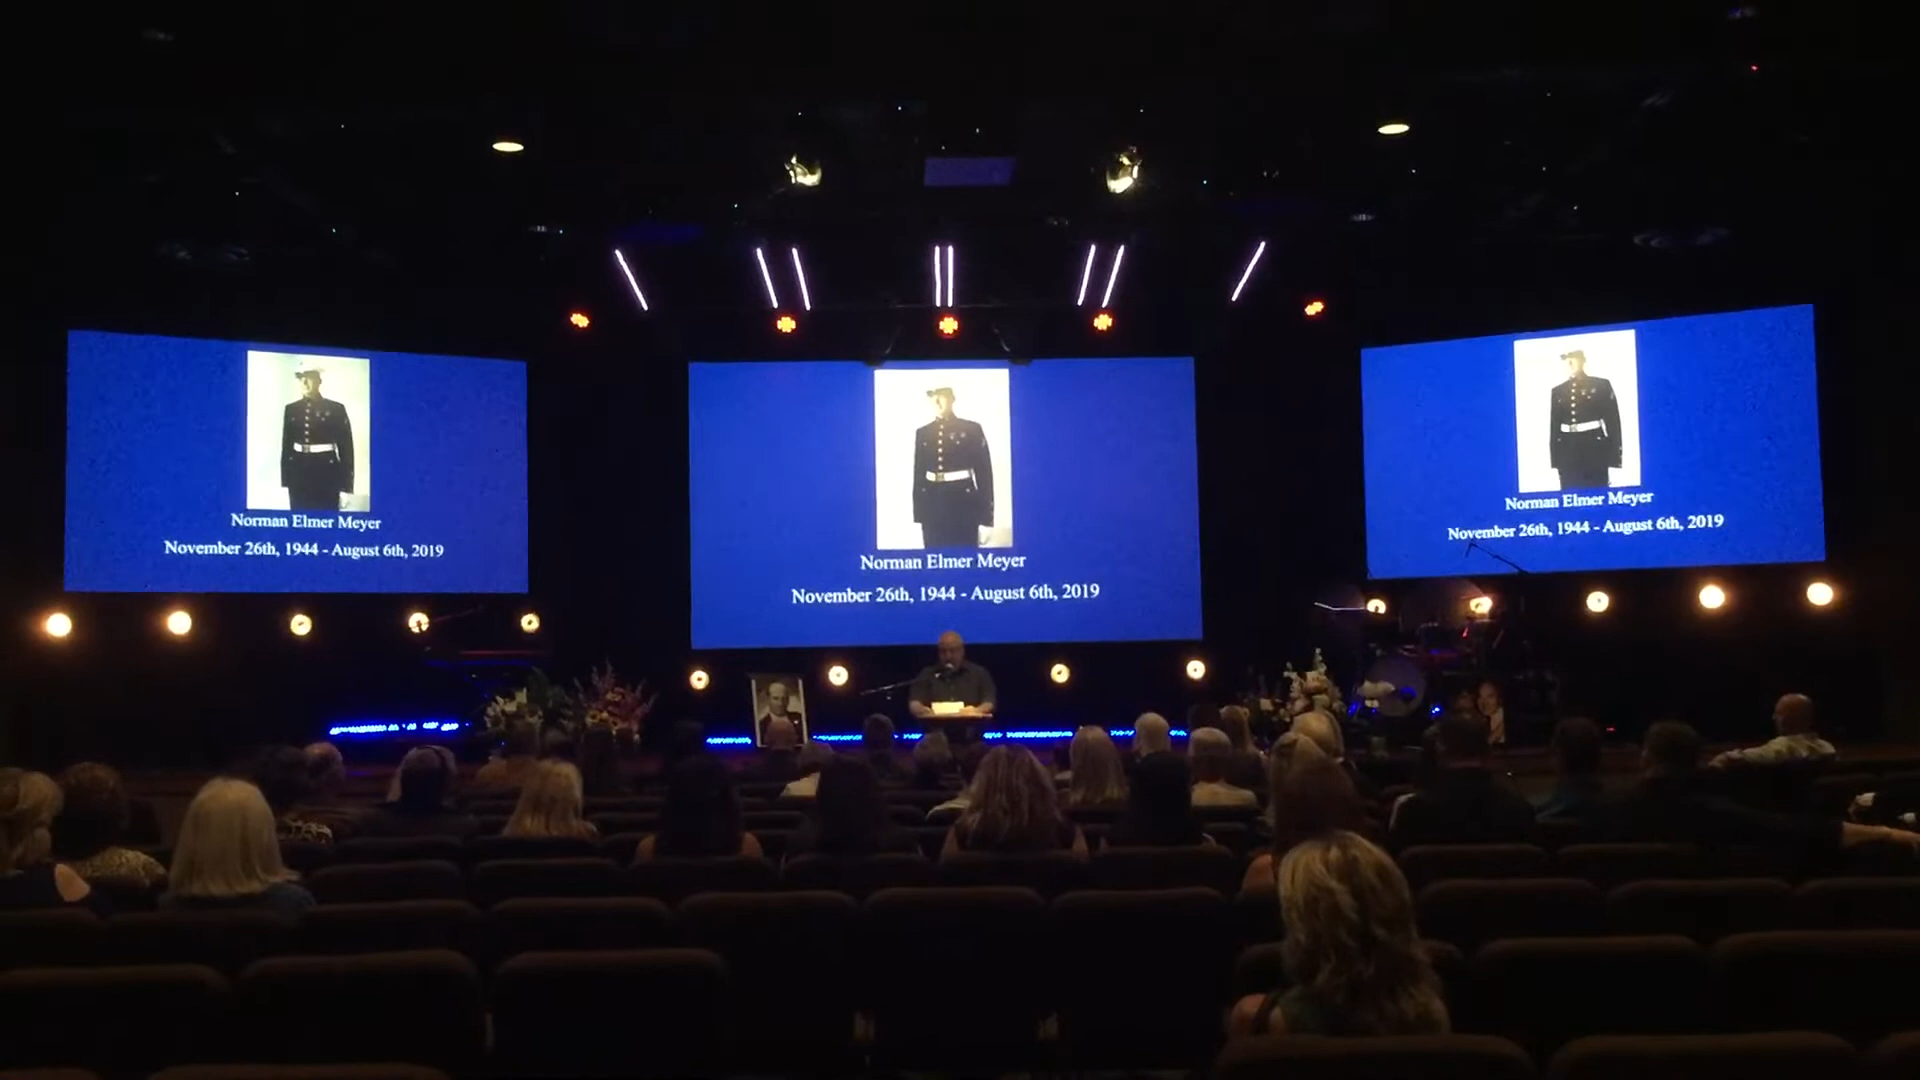 Norman Elmer Meyer
November 26th, 1944 - August 6th, 2019
Norman Elmer Meyer
November 26th, 1944 - August 6th, 2019
Norman Elmer Meyer
November 26th, 1944 - August 6th, 2019